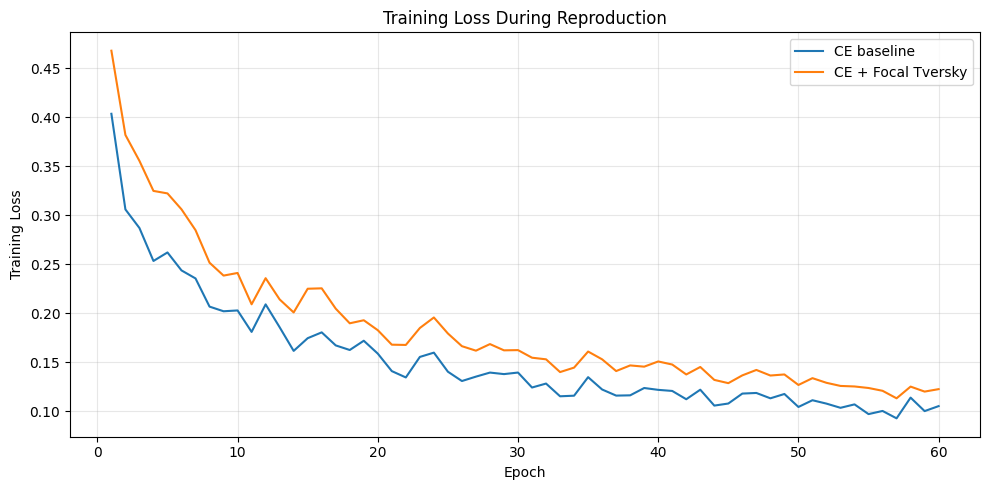 Training Loss During Reproduction
CE baseline
CE + Focal Tversky
Training Loss
0.45
0.40
0.35
0.30
0.25
0.20
0.15
0.10
0 10 20 30 40 50 60
Epoch